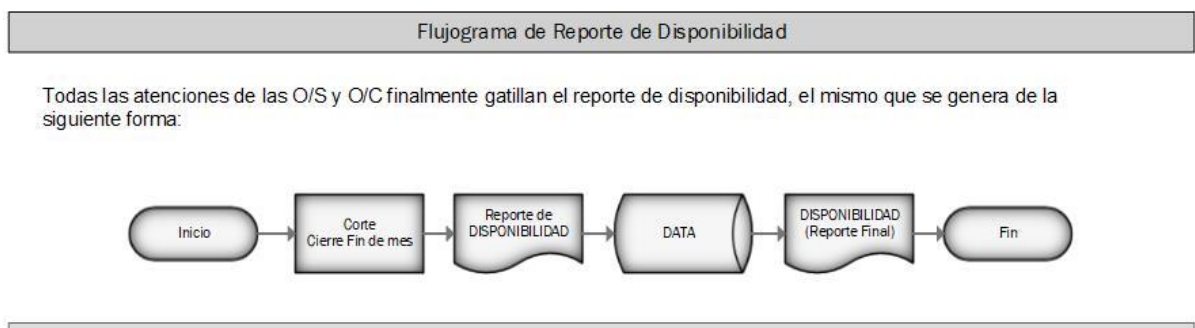 Flujograma de Reporte de Disponibilidad
Todas las atenciones de las O/S y O/C finalmente gatillan el reporte de disponibilidad, el mismo que se genera de la
siguiente forma:
Inicio
Corte
Cierre Fin de mes
Reporte de
DISPONIBILIDAD
DATA
DISPONIBILIDAD
(Reporte Final)
Fin